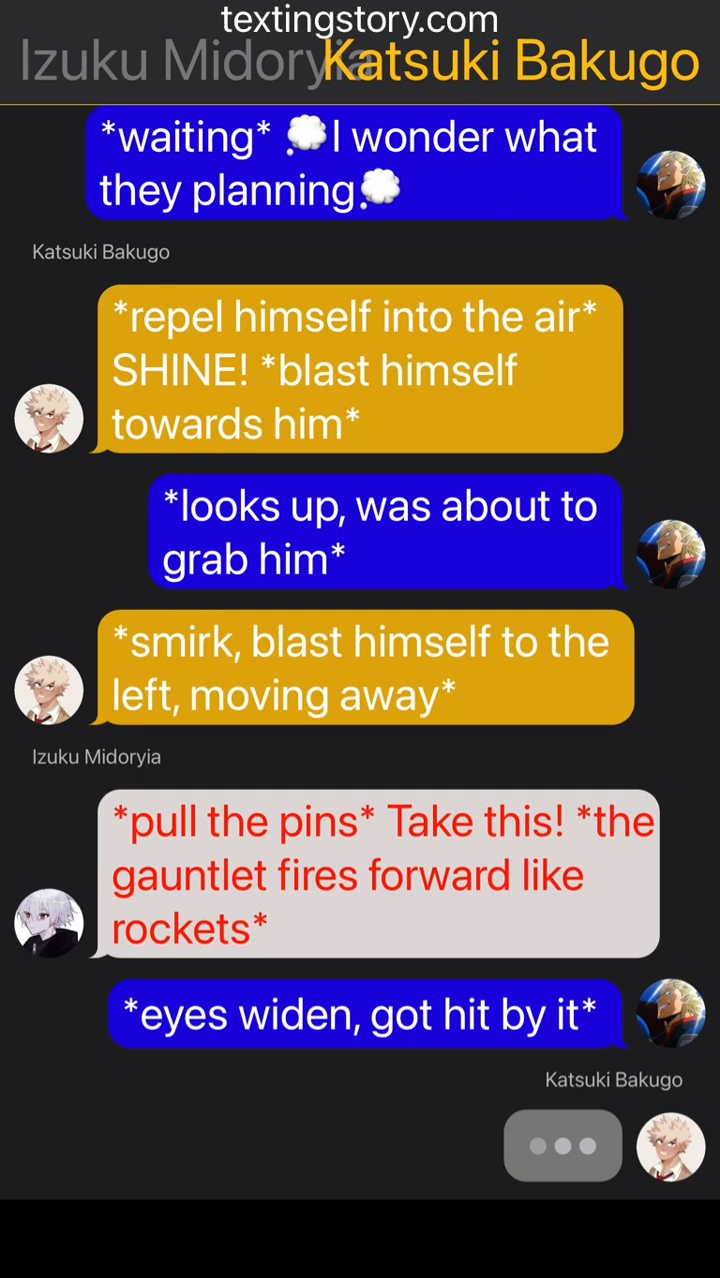 textingstory.com
Izuku Midoryia
Katsuki Bakugo
*waiting* 💭I wonder what
they planning💭
Katsuki Bakugo
*repel himself into the air*
SHINE! *blast himself
towards him*
*looks up, was about to
grab him*
*smirk, blast himself to the
left, moving away*
Izuku Midoryia
*pull the pins* Take this! *the
gauntlet fires forward like
rockets*
*eyes widen, got hit by it*
Katsuki Bakugo